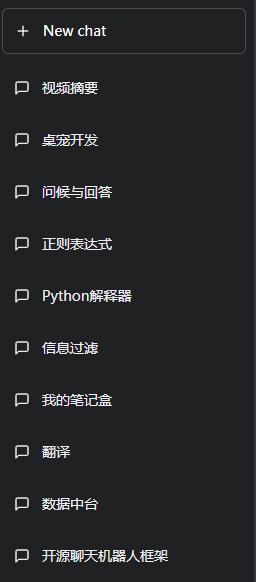 New chat
视频摘要
桌宠开发
问候与回答
正则表达式
Python解释器
信息过滤
我的笔记盒
翻译
数据中台
开源聊天机器人框架